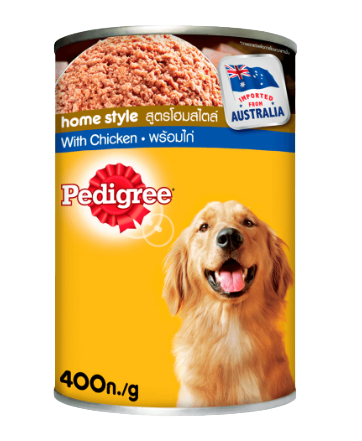 IMPORTED
FROM
AUSTRALIA
home style สูตรโฮมสไตล์
With Chicken • พร้อมไก่
Pedigree
400ก./g